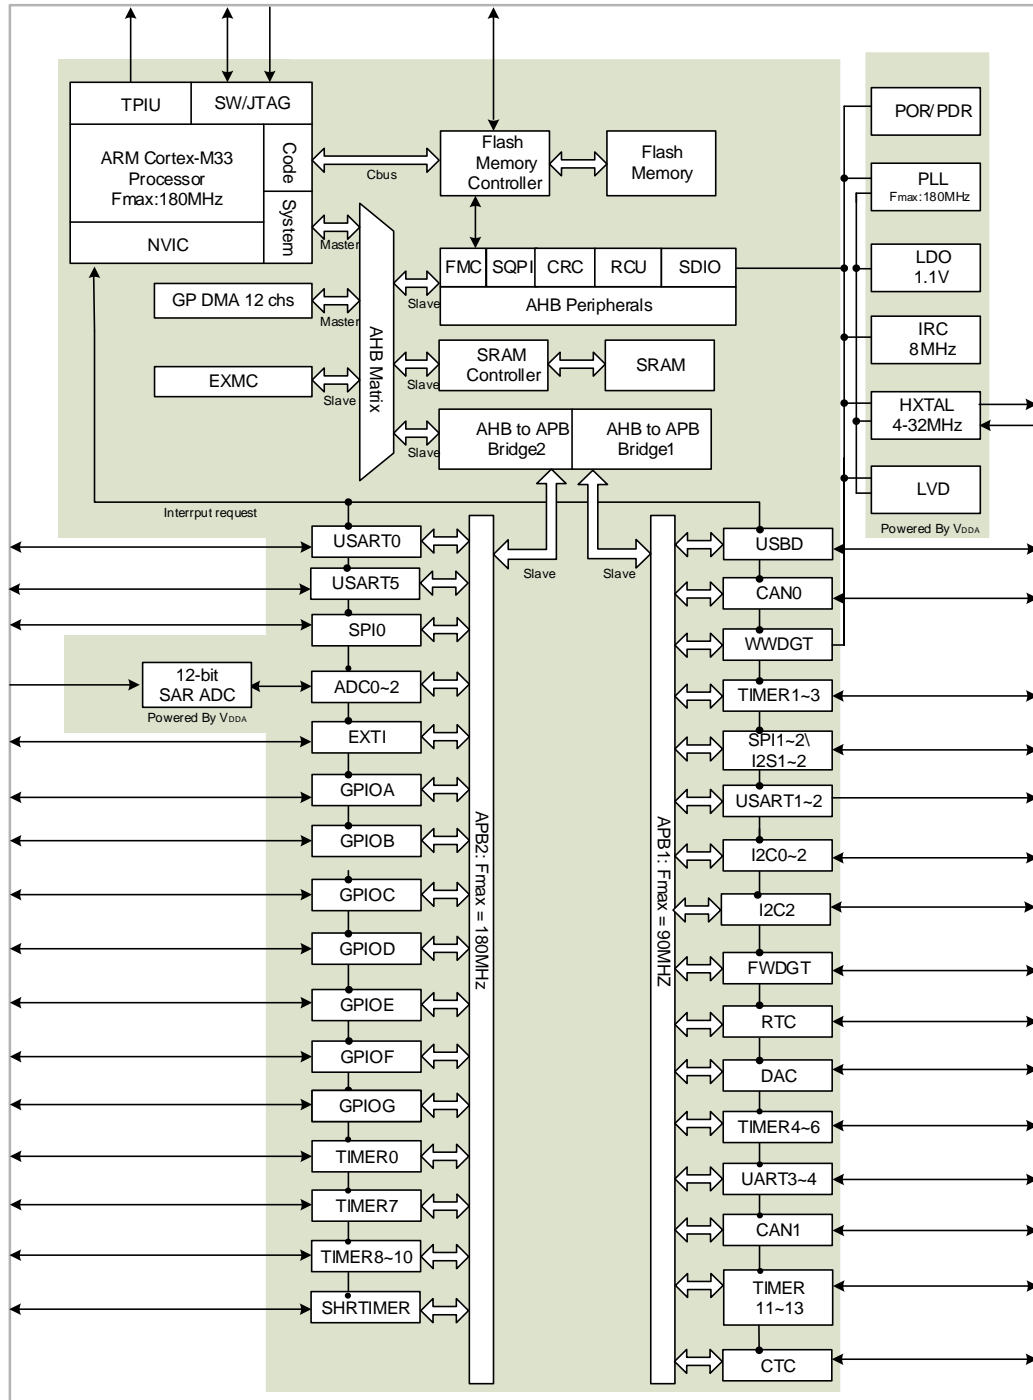 TPIU
SW/JTAG
ARM Cortex-M33
Processor
Fmax:180MHz
Code
System
NVIC
Cbus
Flash
Memory
Controller
Flash
Memory
POR/PDR
PLL
Fmax:180MHz
LDO
1.1V
IRC
8MHz
HXTAL
4-32MHz
LVD
Powered By VDDA
Master
FMC
SQPI
CRC
RCU
SDIO
AHB Peripherals
Slave
GP DMA 12 chs
Master
AHB Matrix
EXMC
Slave
SRAM
Controller
SRAM
Slave
AHB to APB
Bridge2
AHB to APB
Bridge1
Slave
Interrput request
Slave
Slave
USART0
USART5
SPI0
12-bit
SAR ADC
Powered By VDDA
ADC0~2
EXTI
GPIOA
GPIOB
GPIOC
GPIOD
GPIOE
GPIOF
GPIOG
TIMER0
TIMER7
TIMER8~10
SHRTIMER
APB2: Fmax = 180MHz
APB1: Fmax = 90MHZ
USBD
CAN0
WWDGT
TIMER1~3
SPI1~2\
I2S1~2
USART1~2
I2C0~2
I2C2
FWDGT
RTC
DAC
TIMER4~6
UART3~4
CAN1
TIMER
11~13
CTC